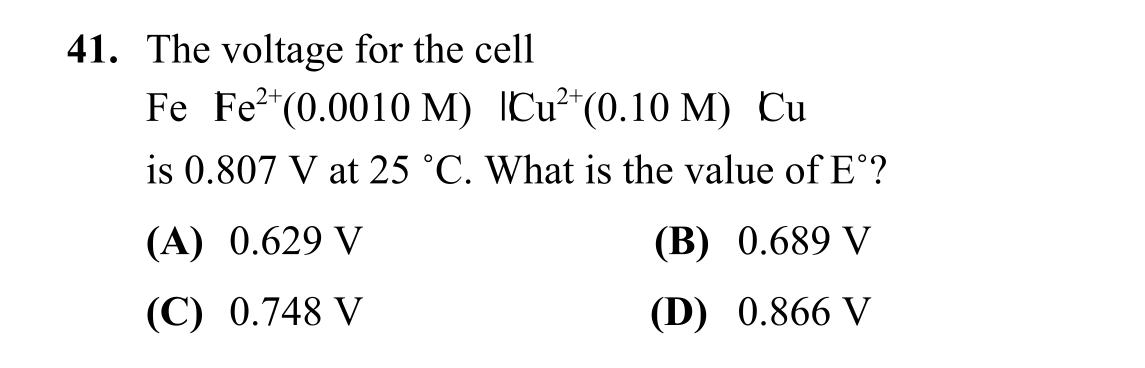 41. The voltage for the cell
Fe |Fe²⁺(0.0010 M) ||Cu²⁺(0.10 M) |Cu
is 0.807 V at 25 ˚C. What is the value of E˚?
(A) 0.629 V (B) 0.689 V
(C) 0.748 V (D) 0.866 V